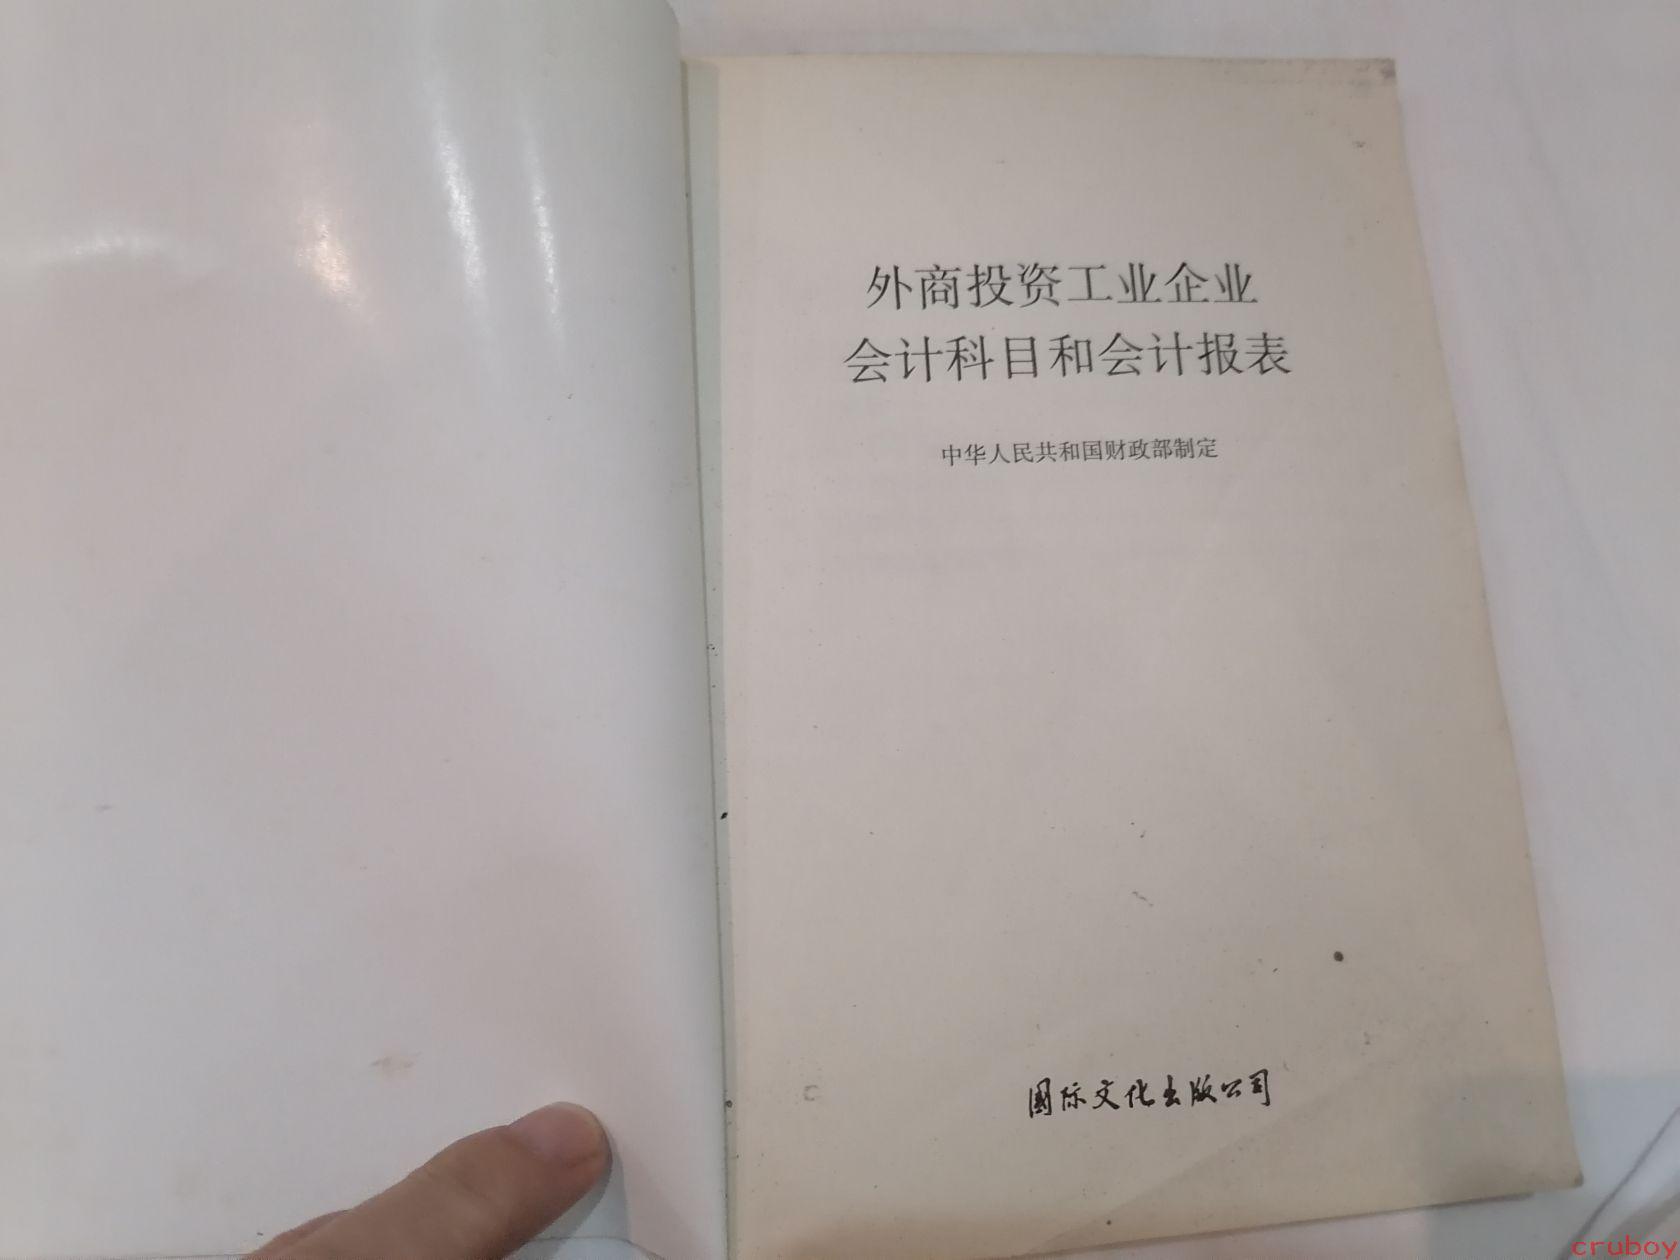 外商投资工业企业
会计科目和会计报表
中华人民共和国财政部制定
国际文化出版公司
cruboy